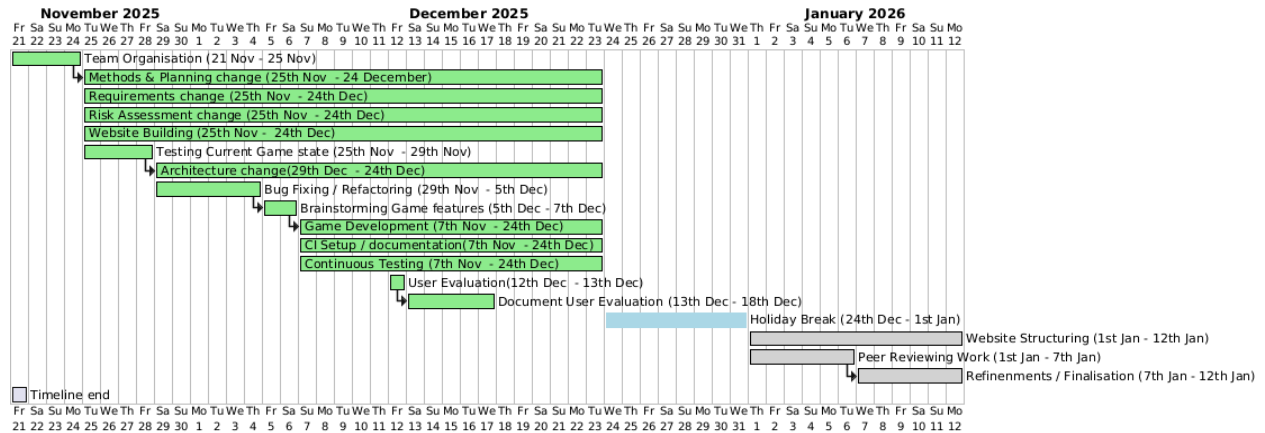 November 2025 December 2025 January 2026
Fr Sa Su Mo Tu We Th Fr Sa Su Mo Tu We Th Fr Sa Su Mo Tu We Th Fr Sa Su Mo Tu We Th Fr Sa Su Mo Tu We Th Fr Sa Su Mo Tu We Th Fr Sa Su Mo Tu We Th Fr Sa Su Mo
21 22 23 24 25 26 27 28 29 30 1 2 3 4 5 6 7 8 9 10 11 12 13 14 15 16 17 18 19 20 21 22 23 24 25 26 27 28 29 30 31 1 2 3 4 5 6 7 8 9 10 11 12
Team Organisation (21 Nov - 25 Nov)
Methods & Planning change (25th Nov - 24 December)
Requirements change (25th Nov - 24th Dec)
Risk Assessment change (25th Nov - 24th Dec)
Website Building (25th Nov - 24th Dec)
Testing Current Game state (25th Nov - 29th Nov)
Architecture change(29th Dec - 24th Dec)
Bug Fixing / Refactoring (29th Nov - 5th Dec)
Brainstorming Game features (5th Dec - 7th Dec)
Game Development (7th Nov - 24th Dec)
CI Setup / documentation(7th Nov - 24th Dec)
Continuous Testing (7th Nov - 24th Dec)
User Evaluation(12th Dec - 13th Dec)
Document User Evaluation (13th Dec - 18th Dec)
Holiday Break (24th Dec - 1st Jan)
Website Structuring (1st Jan - 12th Jan)
Peer Reviewing Work (1st Jan - 7th Jan)
Refinenments / Finalisation (7th Jan - 12th Jan)
Timeline end
Fr Sa Su Mo Tu We Th Fr Sa Su Mo Tu We Th Fr Sa Su Mo Tu We Th Fr Sa Su Mo Tu We Th Fr Sa Su Mo Tu We Th Fr Sa Su Mo Tu We Th Fr Sa Su Mo Tu We Th Fr Sa Su Mo
21 22 23 24 25 26 27 28 29 30 1 2 3 4 5 6 7 8 9 10 11 12 13 14 15 16 17 18 19 20 21 22 23 24 25 26 27 28 29 30 31 1 2 3 4 5 6 7 8 9 10 11 12